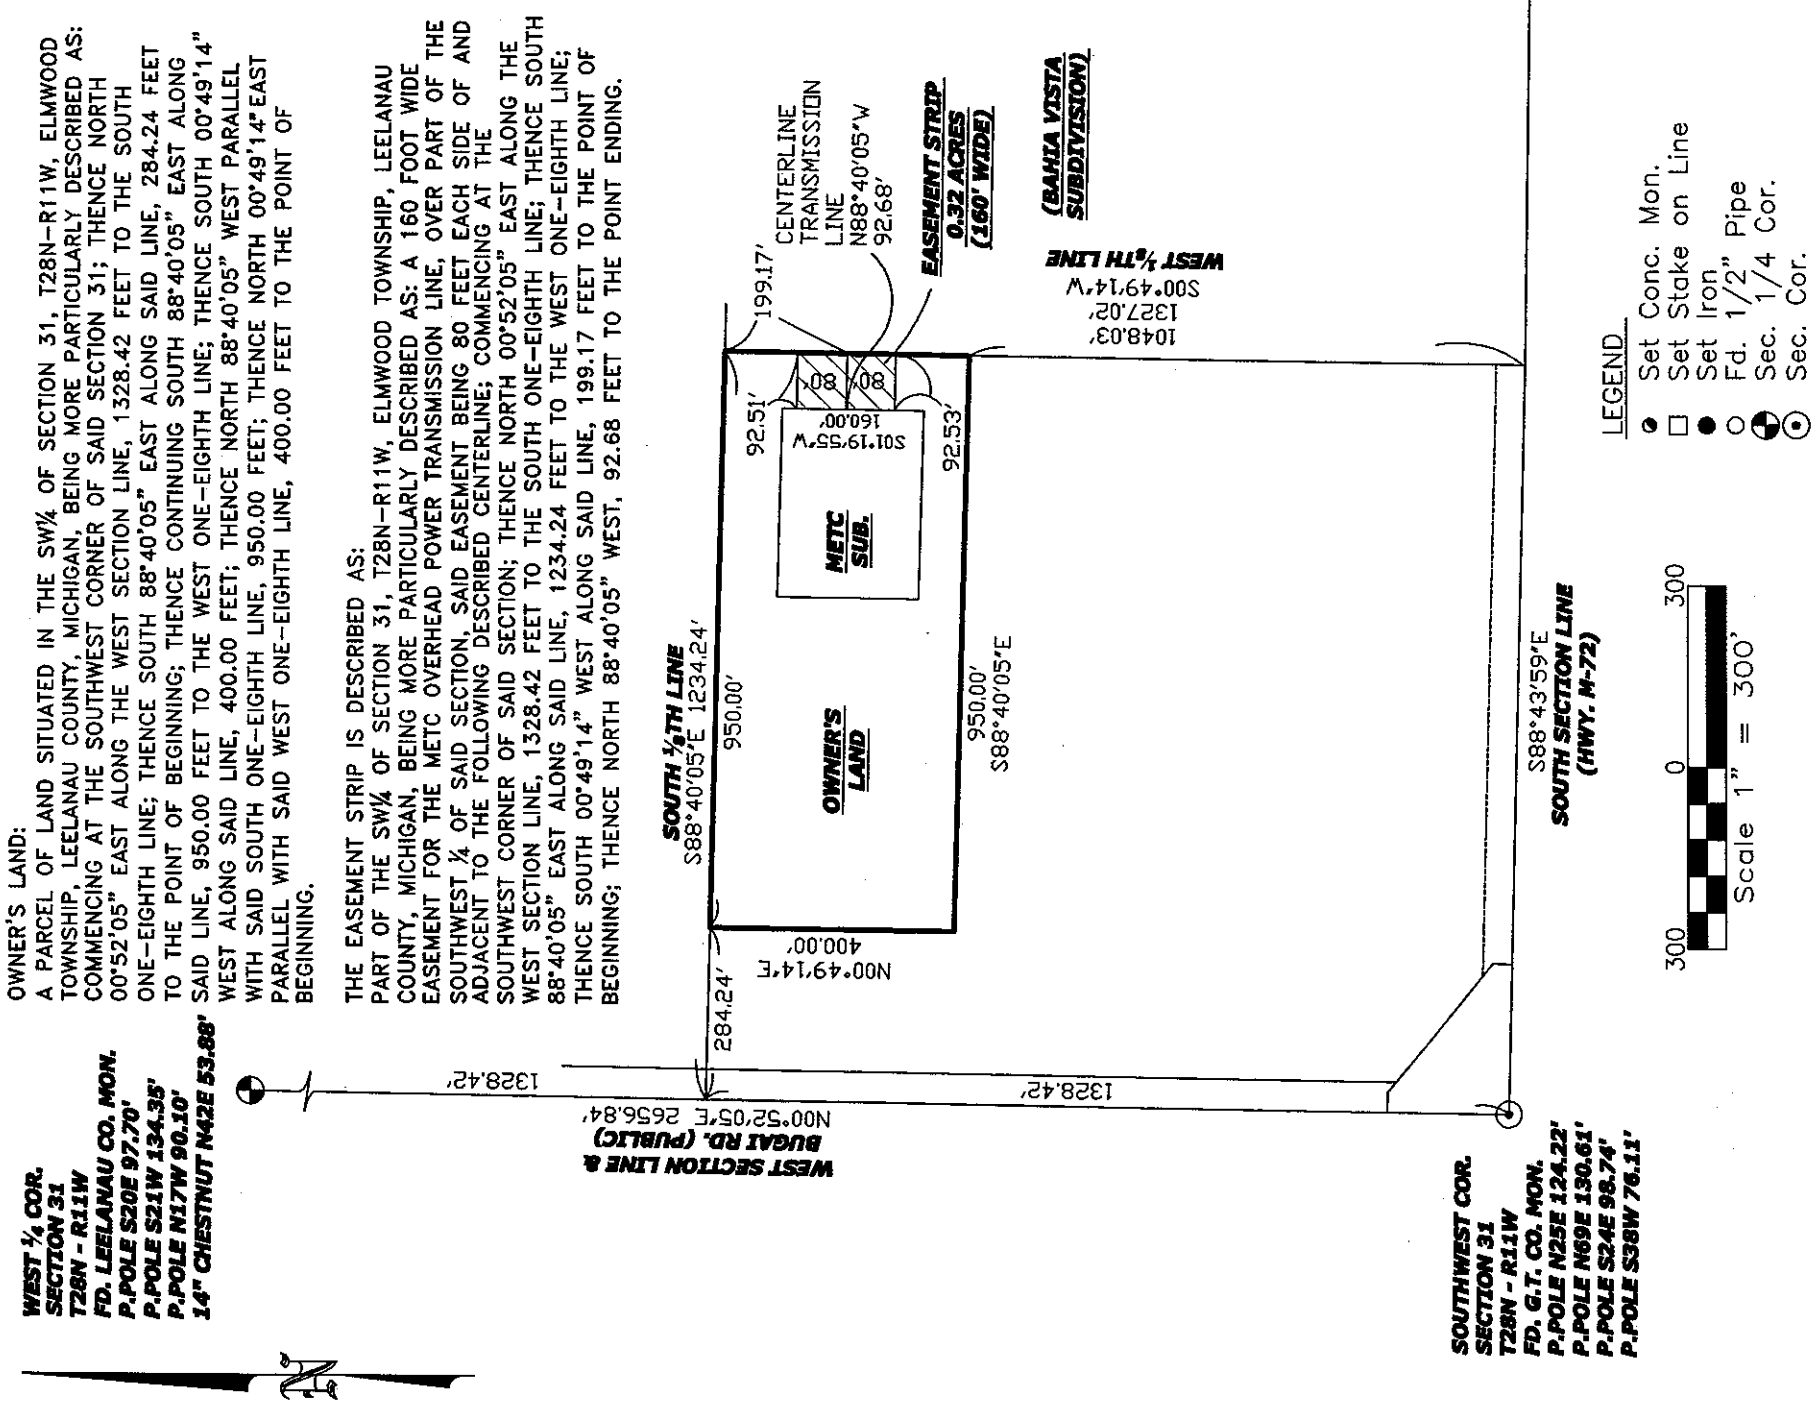 OWNER'S LAND:
A PARCEL OF LAND SITUATED IN THE SW¼ OF SECTION 31, T28N-R11W, ELMWOOD
TOWNSHIP, LEELANAU COUNTY, MICHIGAN, BEING MORE PARTICULARLY DESCRIBED AS:
COMMENCING AT THE SOUTHWEST CORNER OF SAID SECTION 31; THENCE NORTH
00°52'05" EAST ALONG THE WEST SECTION LINE, 1328.42 FEET TO THE SOUTH
ONE-EIGHTH LINE; THENCE SOUTH 88°40'05" EAST ALONG SAID LINE, 284.24 FEET
TO THE POINT OF BEGINNING; THENCE CONTINUING SOUTH 88°40'05" EAST ALONG
SAID LINE, 950.00 FEET TO THE WEST ONE-EIGHTH LINE; THENCE SOUTH 00°49'14"
WEST ALONG SAID LINE, 400.00 FEET; THENCE NORTH 88°40'05" WEST PARALLEL
WITH SAID SOUTH ONE-EIGHTH LINE, 950.00 FEET; THENCE NORTH 00°49'14" EAST
PARALLEL WITH SAID WEST ONE-EIGHTH LINE, 400.00 FEET TO THE POINT OF
BEGINNING.
THE EASEMENT STRIP IS DESCRIBED AS:
PART OF THE SW¼ OF SECTION 31, T28N-R11W, ELMWOOD TOWNSHIP, LEELANAU
COUNTY, MICHIGAN, BEING MORE PARTICULARLY DESCRIBED AS: A 160 FOOT WIDE
EASEMENT FOR THE METC OVERHEAD POWER TRANSMISSION LINE, OVER PART OF THE
SOUTHWEST ¼ OF SAID SECTION, SAID EASEMENT BEING 80 FEET EACH SIDE OF AND
ADJACENT TO THE FOLLOWING DESCRIBED CENTERLINE; COMMENCING AT THE
SOUTHWEST CORNER OF SAID SECTION; THENCE NORTH 00°52'05" EAST ALONG THE
WEST SECTION LINE, 1328.42 FEET TO THE SOUTH ONE-EIGHTH LINE; THENCE SOUTH
88°40'05" EAST ALONG SAID LINE, 1234.24 FEET TO THE WEST ONE-EIGHTH LINE;
THENCE SOUTH 00°49'14" WEST ALONG SAID LINE, 199.17 FEET TO THE POINT OF
BEGINNING; THENCE NORTH 88°40'05" WEST, 92.68 FEET TO THE POINT ENDING.
WEST ¼ COR.
SECTION 31
T28N - R11W
FD. LEELANAU CO. MON.
P.POLE S20E 97.70'
P.POLE S21W 134.35'
P.POLE N17W 90.10'
14" CHESTNUT N42E 53.88'
N
WEST SECTION LINE &
BUGAI RD. (PUBLIC)
N00°52'05"E 2656.84'
1328.42'
1328.42'
284.24'
SOUTH ⅛TH LINE
S88°40'05"E 1234.24'
950.00'
N00°49'14"E
400.00'
OWNER'S
LAND
METC
SUB.
S01°19'55"W
160.00'
92.51'
92.53'
80'
80'
199.17'
950.00'
S88°40'05"E
CENTERLINE
TRANSMISSION
LINE
N88°40'05"W
92.68'
EASEMENT STRIP
0.32 ACRES
(160' WIDE)
(BAHIA VISTA
SUBDIVISION)
WEST ⅛TH LINE
S00°49'14"W
1327.02'
1048.03'
S88°43'59"E
SOUTH SECTION LINE
(HWY. M-72)
SOUTHWEST COR.
SECTION 31
T28N - R11W
FD. G.T. CO. MON.
P.POLE N25E 124.22'
P.POLE N69E 130.61'
P.POLE S24E 98.74'
P.POLE S38W 76.11'
300 0 300
Scale 1" = 300'
LEGEND
Set Conc. Mon.
Set Stake on Line
Set Iron
Fd. 1/2" Pipe
Sec. 1/4 Cor.
Sec. Cor.